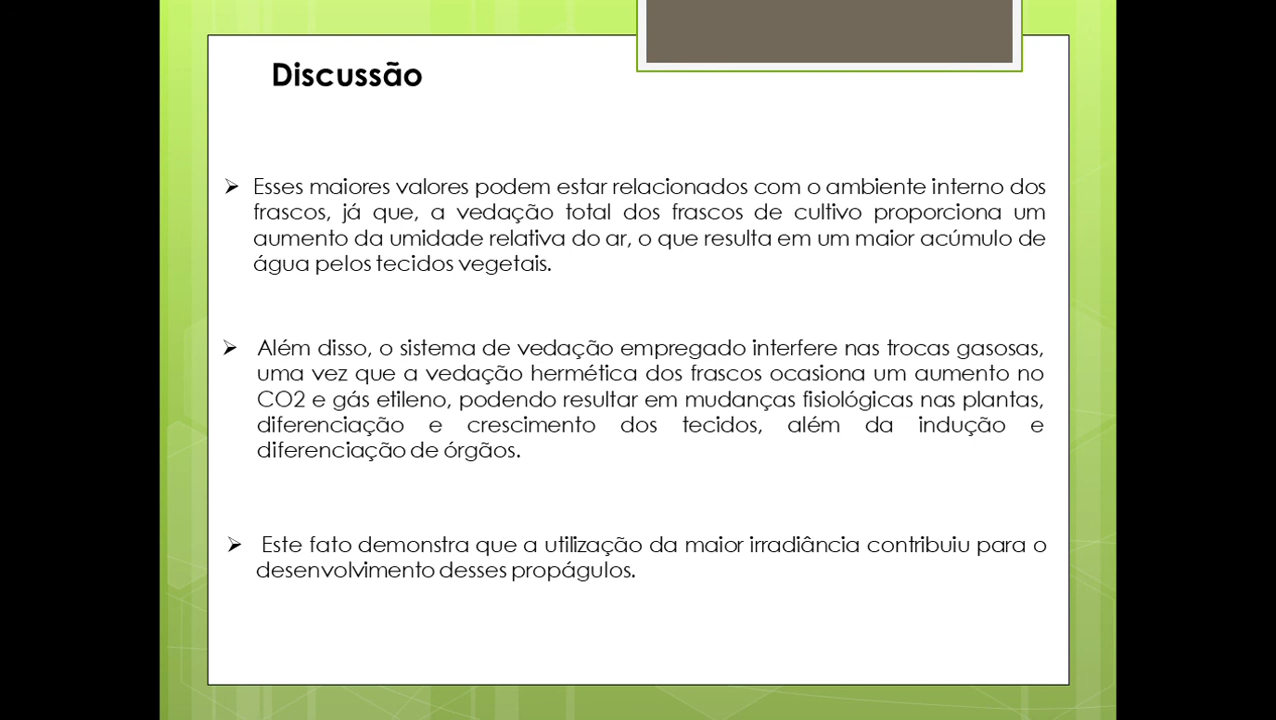 Discussão
Esses maiores valores podem estar relacionados com o ambiente interno dos
frascos, já que, a vedação total dos frascos de cultivo proporciona um
aumento da umidade relativa do ar, o que resulta em um maior acúmulo de
água pelos tecidos vegetais.
Além disso, o sistema de vedação empregado interfere nas trocas gasosas,
uma vez que a vedação hermética dos frascos ocasiona um aumento no
CO2 e gás etileno, podendo resultar em mudanças fisiológicas nas plantas,
diferenciação e crescimento dos tecidos, além da indução e
diferenciação de órgãos.
Este fato demonstra que a utilização da maior irradiância contribuiu para o
desenvolvimento desses propágulos.